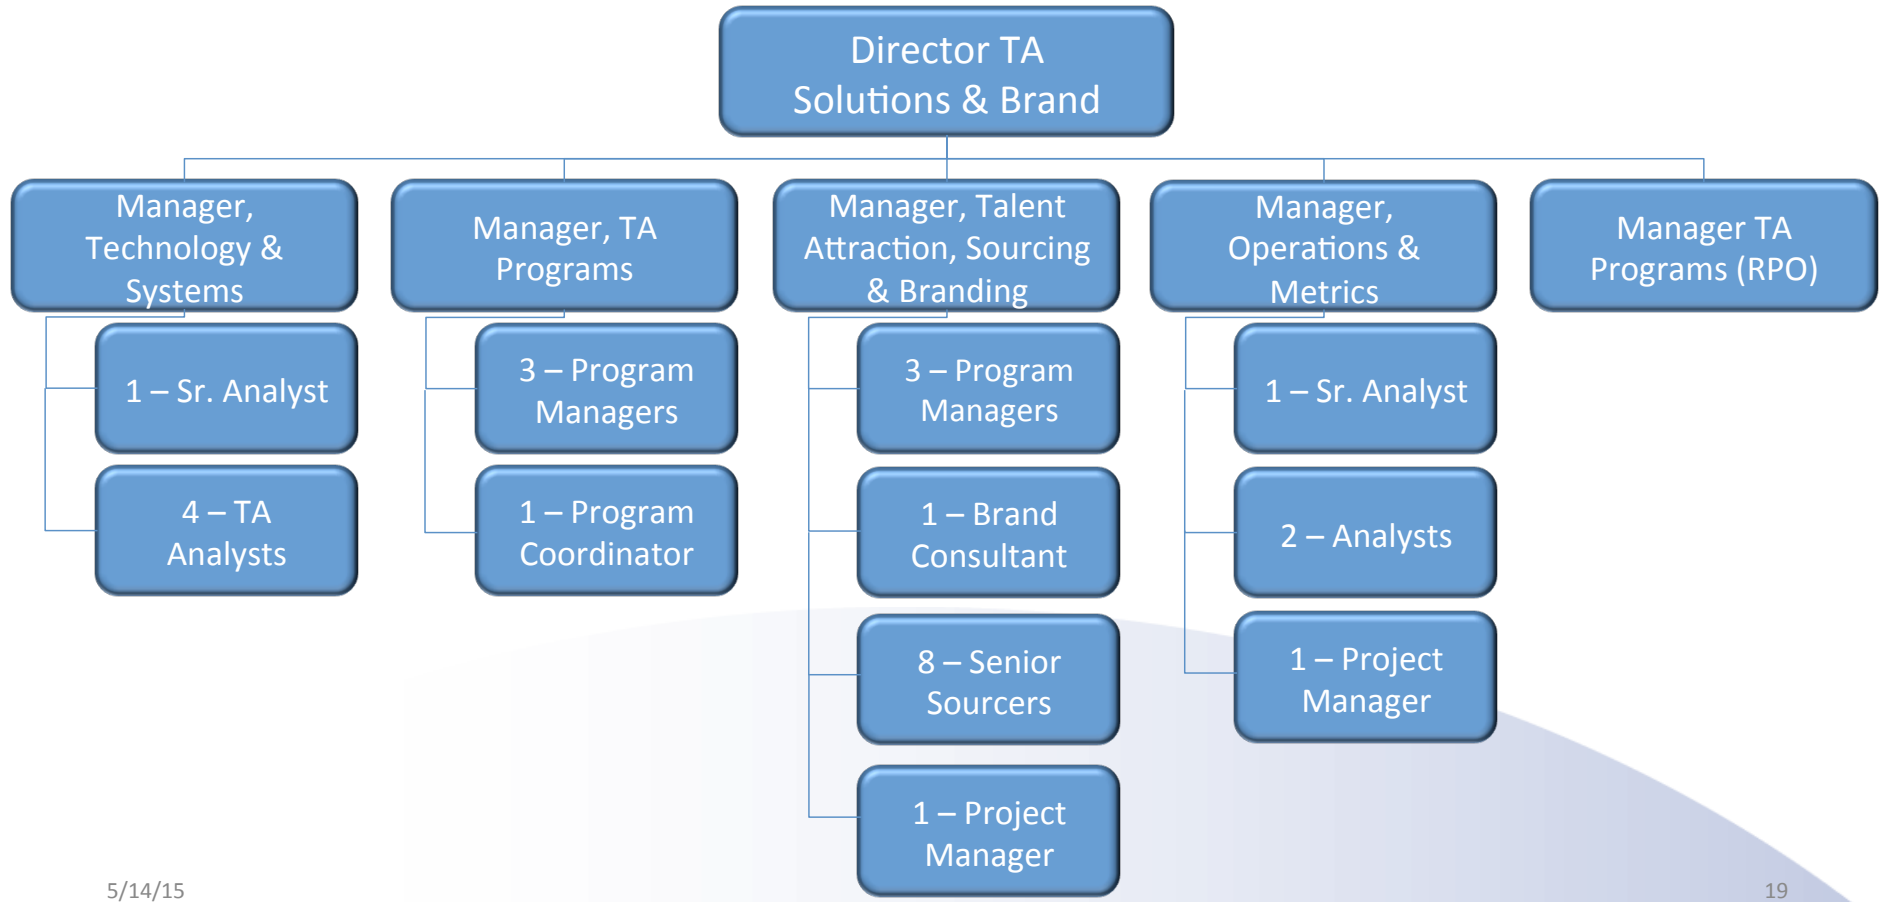 Director TA
Solutions & Brand
Manager,
Technology &
Systems
Manager, TA
Programs
Manager, Talent
Attraction, Sourcing
& Branding
Manager,
Operations &
Metrics
Manager TA
Programs (RPO)
1 – Sr. Analyst
4 – TA
Analysts
3 – Program
Managers
1 – Program
Coordinator
3 – Program
Managers
1 – Brand
Consultant
8 – Senior
Sourcers
1 – Project
Manager
1 – Sr. Analyst
2 – Analysts
1 – Project
Manager
5/14/15
19